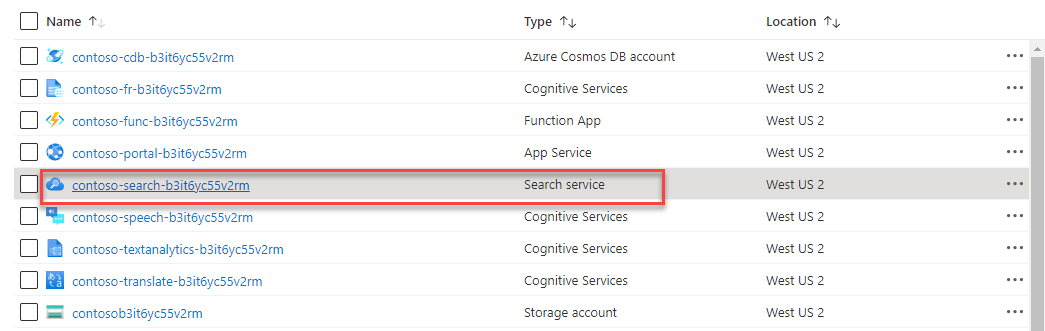 Name ↑↓ Type ↑↓ Location ↑↓
contoso-cdb-b3it6yc55v2rm Azure Cosmos DB account West US 2 ...
contoso-fr-b3it6yc55v2rm Cognitive Services West US 2 ...
contoso-func-b3it6yc55v2rm Function App West US 2 ...
contoso-portal-b3it6yc55v2rm App Service West US 2 ...
contoso-search-b3it6yc55v2rm Search service West US 2 ...
contoso-speech-b3it6yc55v2rm Cognitive Services West US 2 ...
contoso-textanalytics-b3it6yc55v2rm Cognitive Services West US 2 ...
contoso-translate-b3it6yc55v2rm Cognitive Services West US 2 ...
contosob3it6yc55v2rm Storage account West US 2 ...